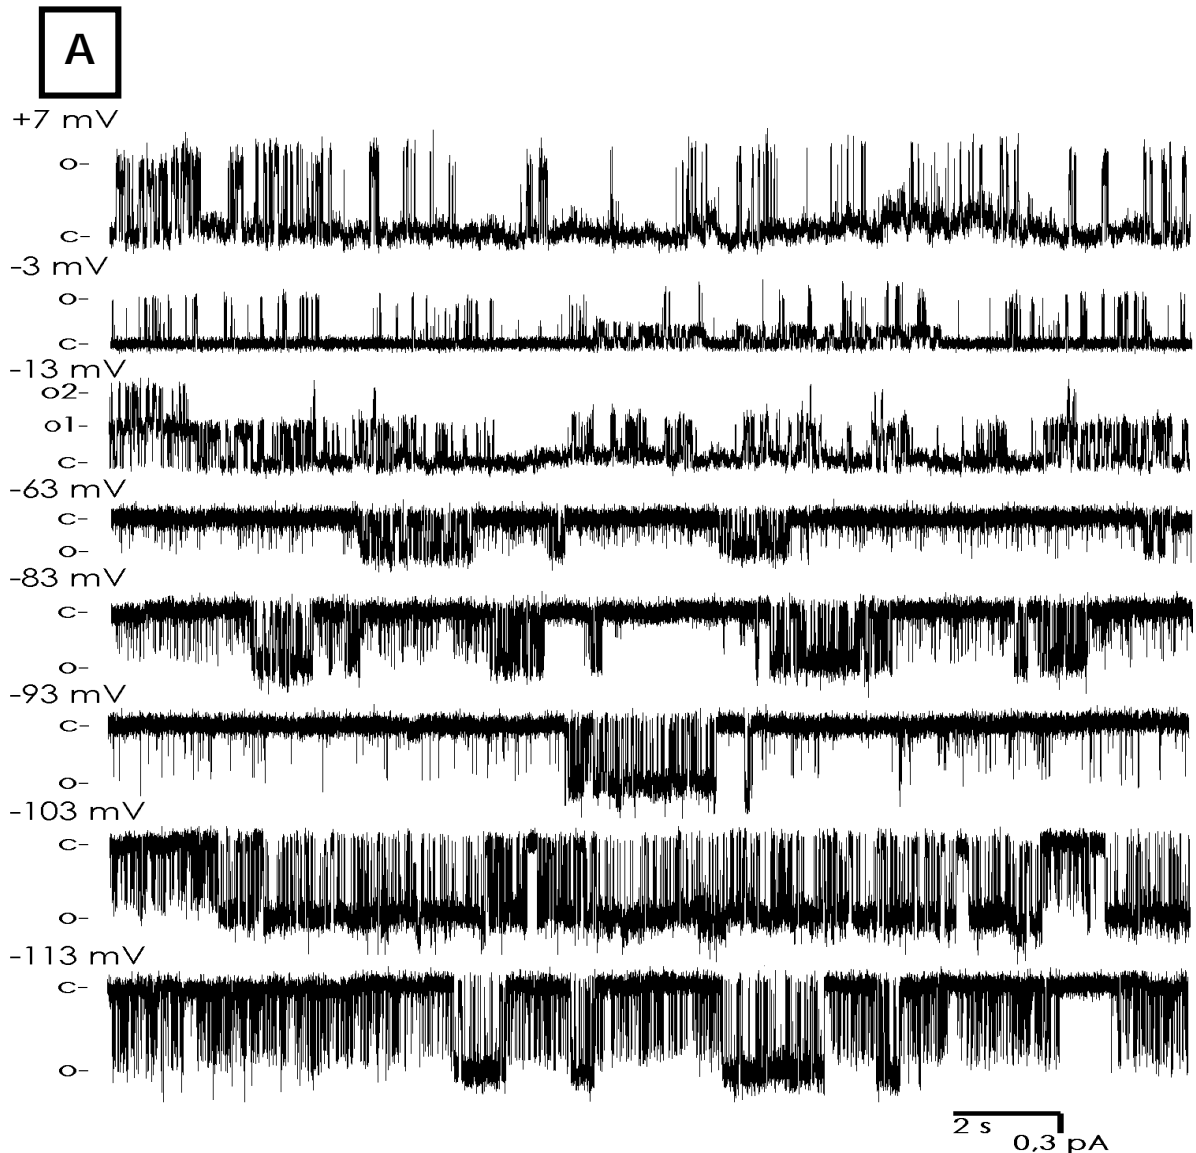 A
+7 mV
o-
c-
-3 mV
o-
c-
-13 mV
o2-
o1-
c-
-63 mV
c-
o-
-83 mV
c-
o-
-93 mV
c-
o-
-103 mV
c-
o-
-113 mV
c-
o-
2 s
0,3 pA